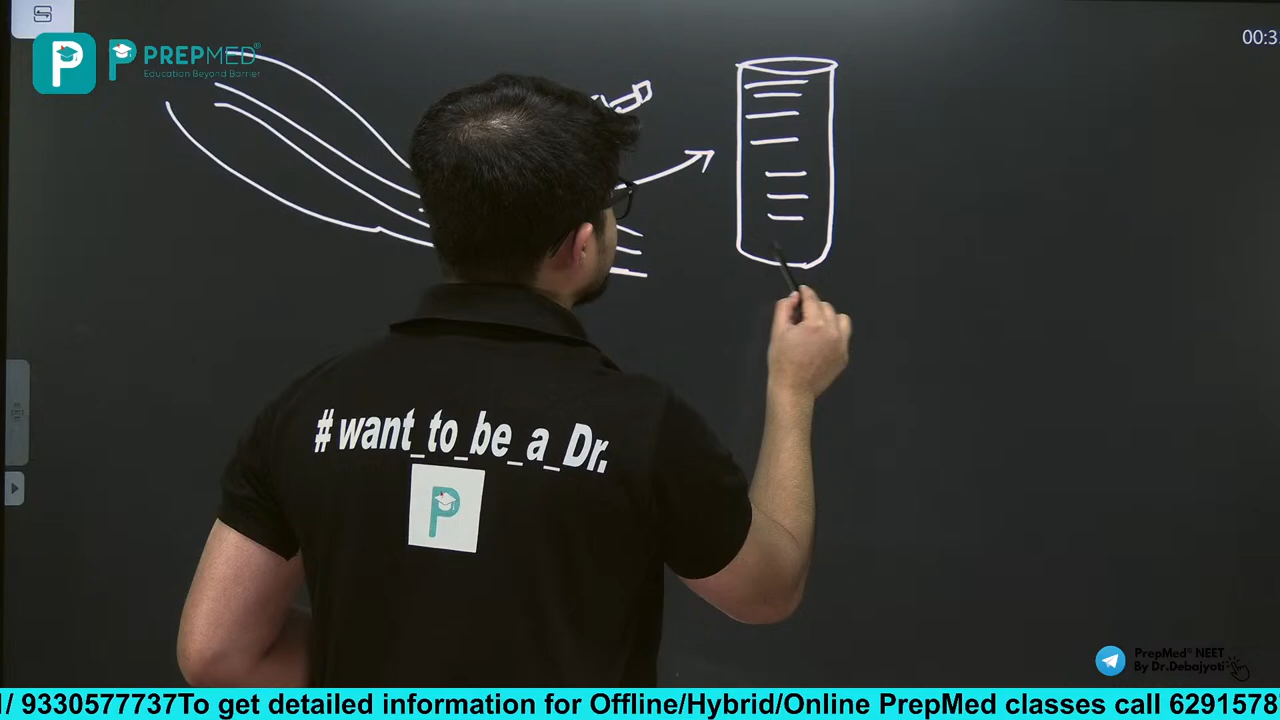 00:3
P PREPMED®
Education Beyond Barrier
P
#want_to_be_a_Dr.
P
PrepMed® NEET
By Dr.Debajyoti
/ 9330577737To get detailed information for Offline/Hybrid/Online PrepMed classes call 6291578